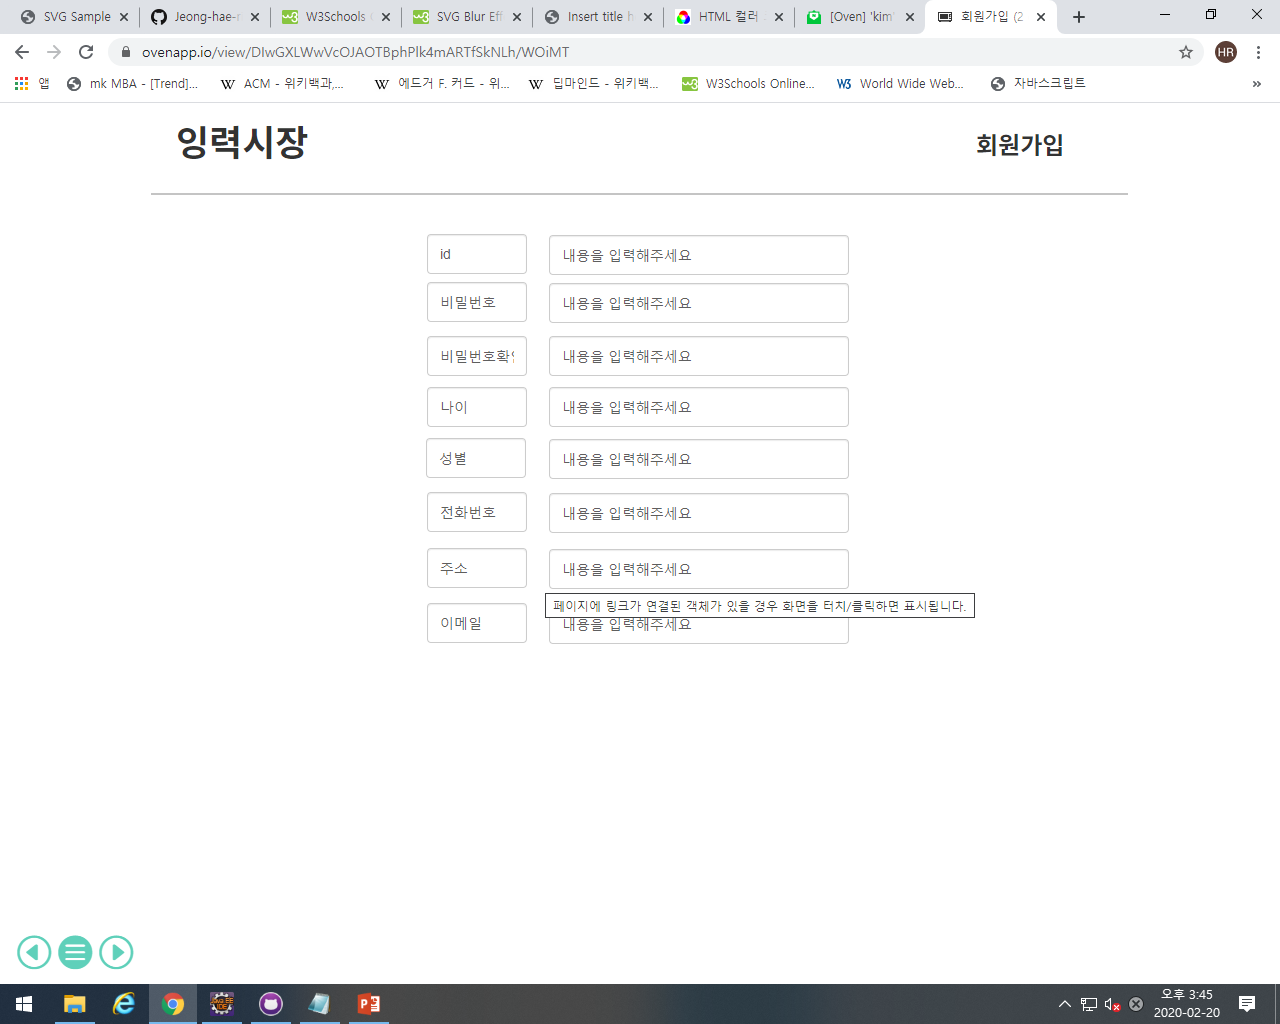 SVG Sample
Jeong-hae-r
W3Schools
SVG Blur Eff
Insert title h
HTML 컬러
[Oven] 'kim'
회원가입 (2
ovenapp.io/view/DIwGXLWwVcOJAOTBphPlk4mARTfSkNLh/WOiMT
HR
앱
mk MBA - [Trend]...
ACM - 위키백과,...
에드거 F. 커드 - 위...
딥마인드 - 위키백...
W3Schools Online...
World Wide Web...
자바스크립트
»
잉력시장
회원가입
id
내용을 입력해주세요
비밀번호
내용을 입력해주세요
비밀번호확인
내용을 입력해주세요
나이
내용을 입력해주세요
성별
내용을 입력해주세요
전화번호
내용을 입력해주세요
주소
내용을 입력해주세요
페이지에 링크가 연결된 객체가 있을 경우 화면을 터치/클릭하면 표시됩니다.
이메일
내용을 입력해주세요
오후 3:45
2020-02-20